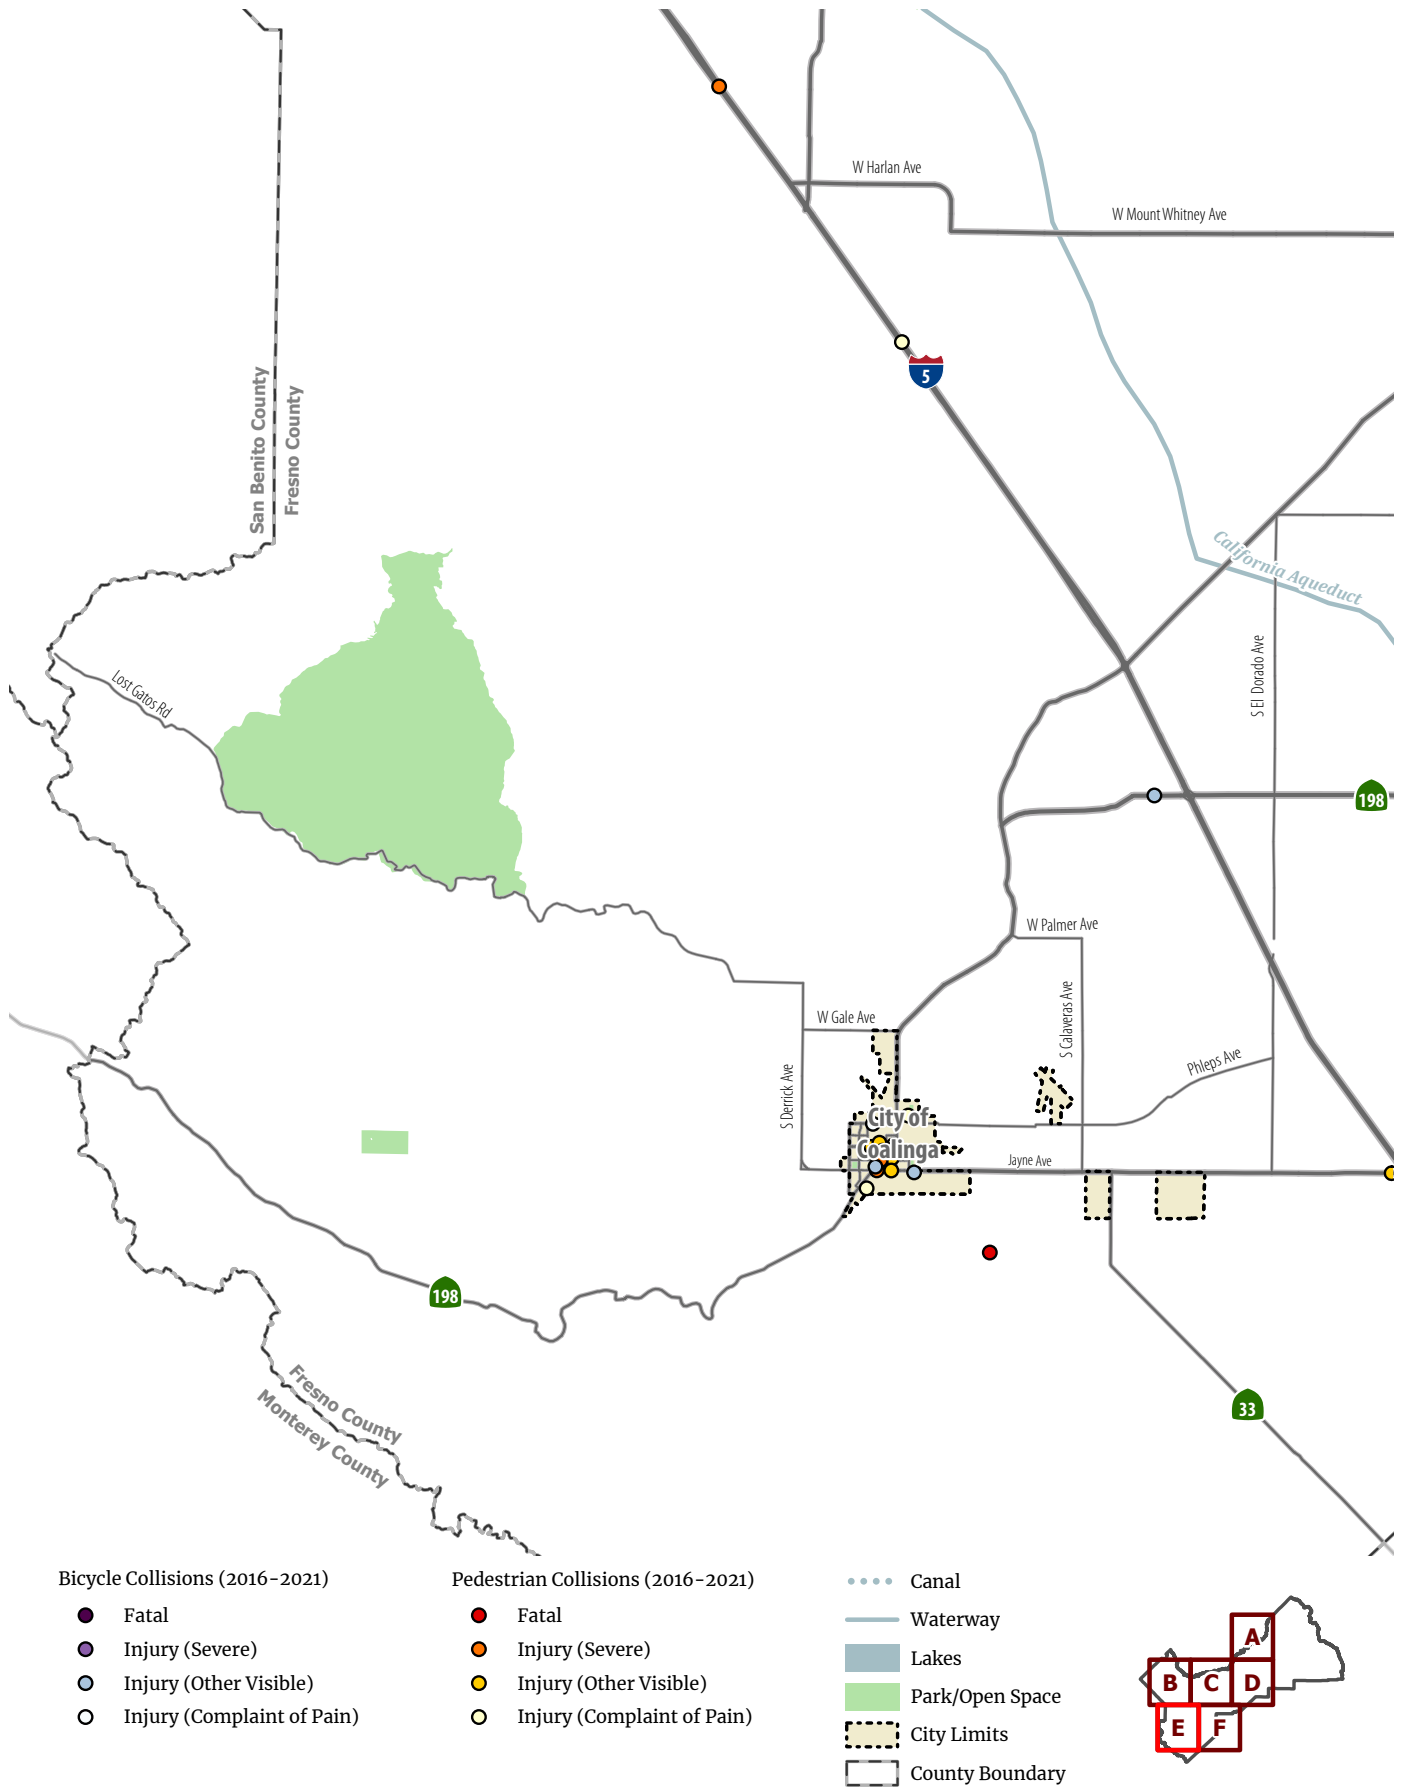 W Harlan Ave
W Mount Whitney Ave
5
San Benito County
Fresno County
California Aqueduct
S El Dorado Ave
Lost Gatos Rd
198
W Palmer Ave
S Calaveras Ave
W Gale Ave
Phleps Ave
S Derrick Ave
City of
Coalinga
Jayne Ave
198
33
Fresno County
Monterey County
Bicycle Collisions (2016-2021)
Fatal
Injury (Severe)
Injury (Other Visible)
Injury (Complaint of Pain)
Pedestrian Collisions (2016-2021)
Fatal
Injury (Severe)
Injury (Other Visible)
Injury (Complaint of Pain)
Canal
Waterway
Lakes
Park/Open Space
City Limits
County Boundary
A
B C D
E F